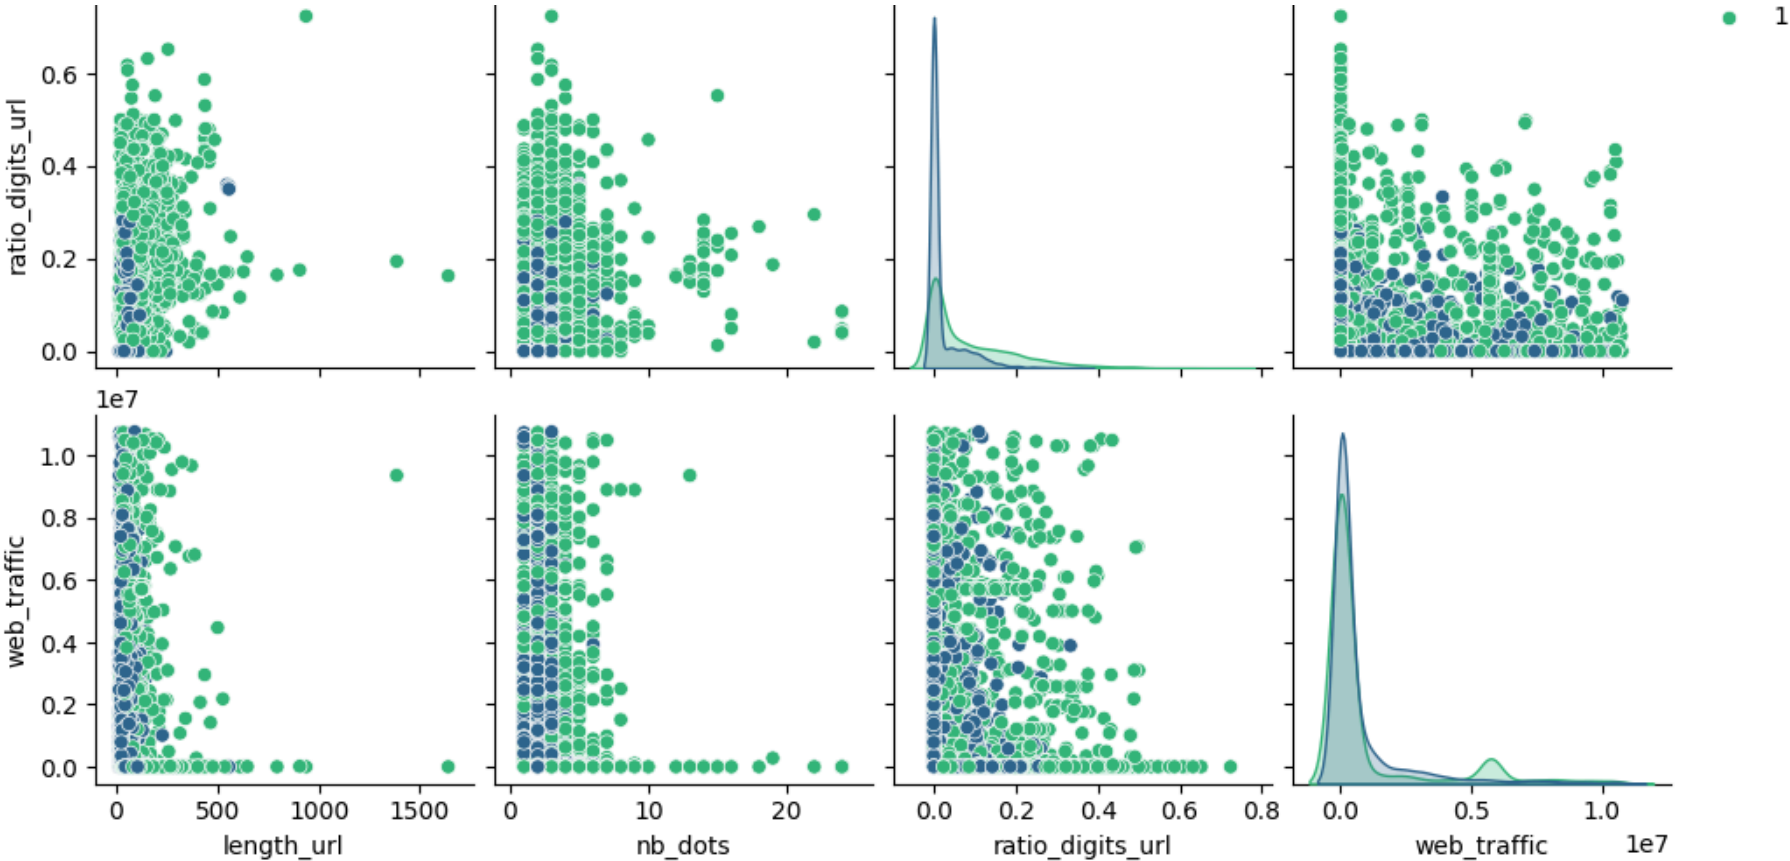 1
ratio_digits_url
0.6
0.4
0.2
0.0
1e7
web_traffic
1.0
0.8
0.6
0.4
0.2
0.0
0 500 1000 1500
0 10 20
0.0 0.2 0.4 0.6 0.8
0.0 0.5 1.0
1e7
length_url nb_dots ratio_digits_url web_traffic